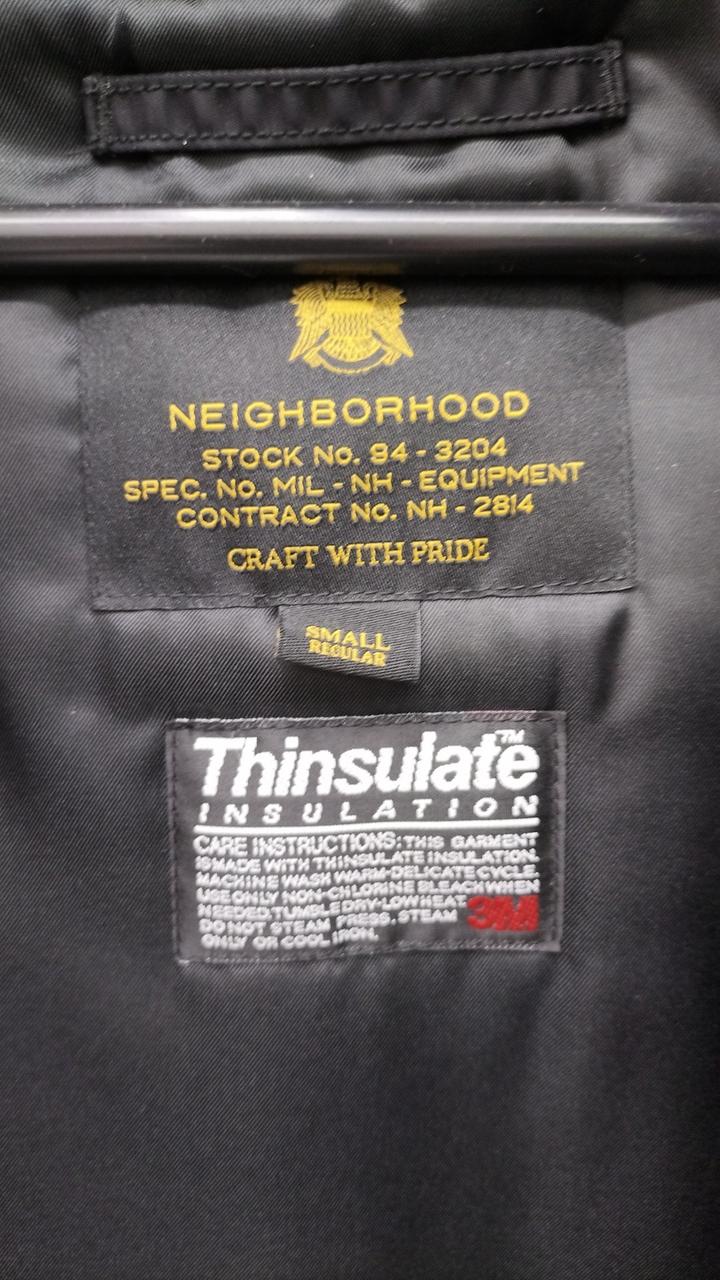 NEIGHBORHOOD
STOCK No. 94 - 3204
SPEC. No. MIL - NH - EQUIPMENT
CONTRACT No. NH - 2814
CRAFT WITH PRIDE
SMALL
REGULAR
Thinsulate™
INSULATION
CARE INSTRUCTIONS: THIS GARMENT
IS MADE WITH THINSULATE INSULATION.
MACHINE WASH WARM-DELICATE CYCLE.
USE ONLY NON-CHLORINE BLEACH WHEN
NEEDED. TUMBLE DRY-LOW HEAT.
DO NOT STEAM PRESS. STEAM
ONLY OR COOL IRON.
3M